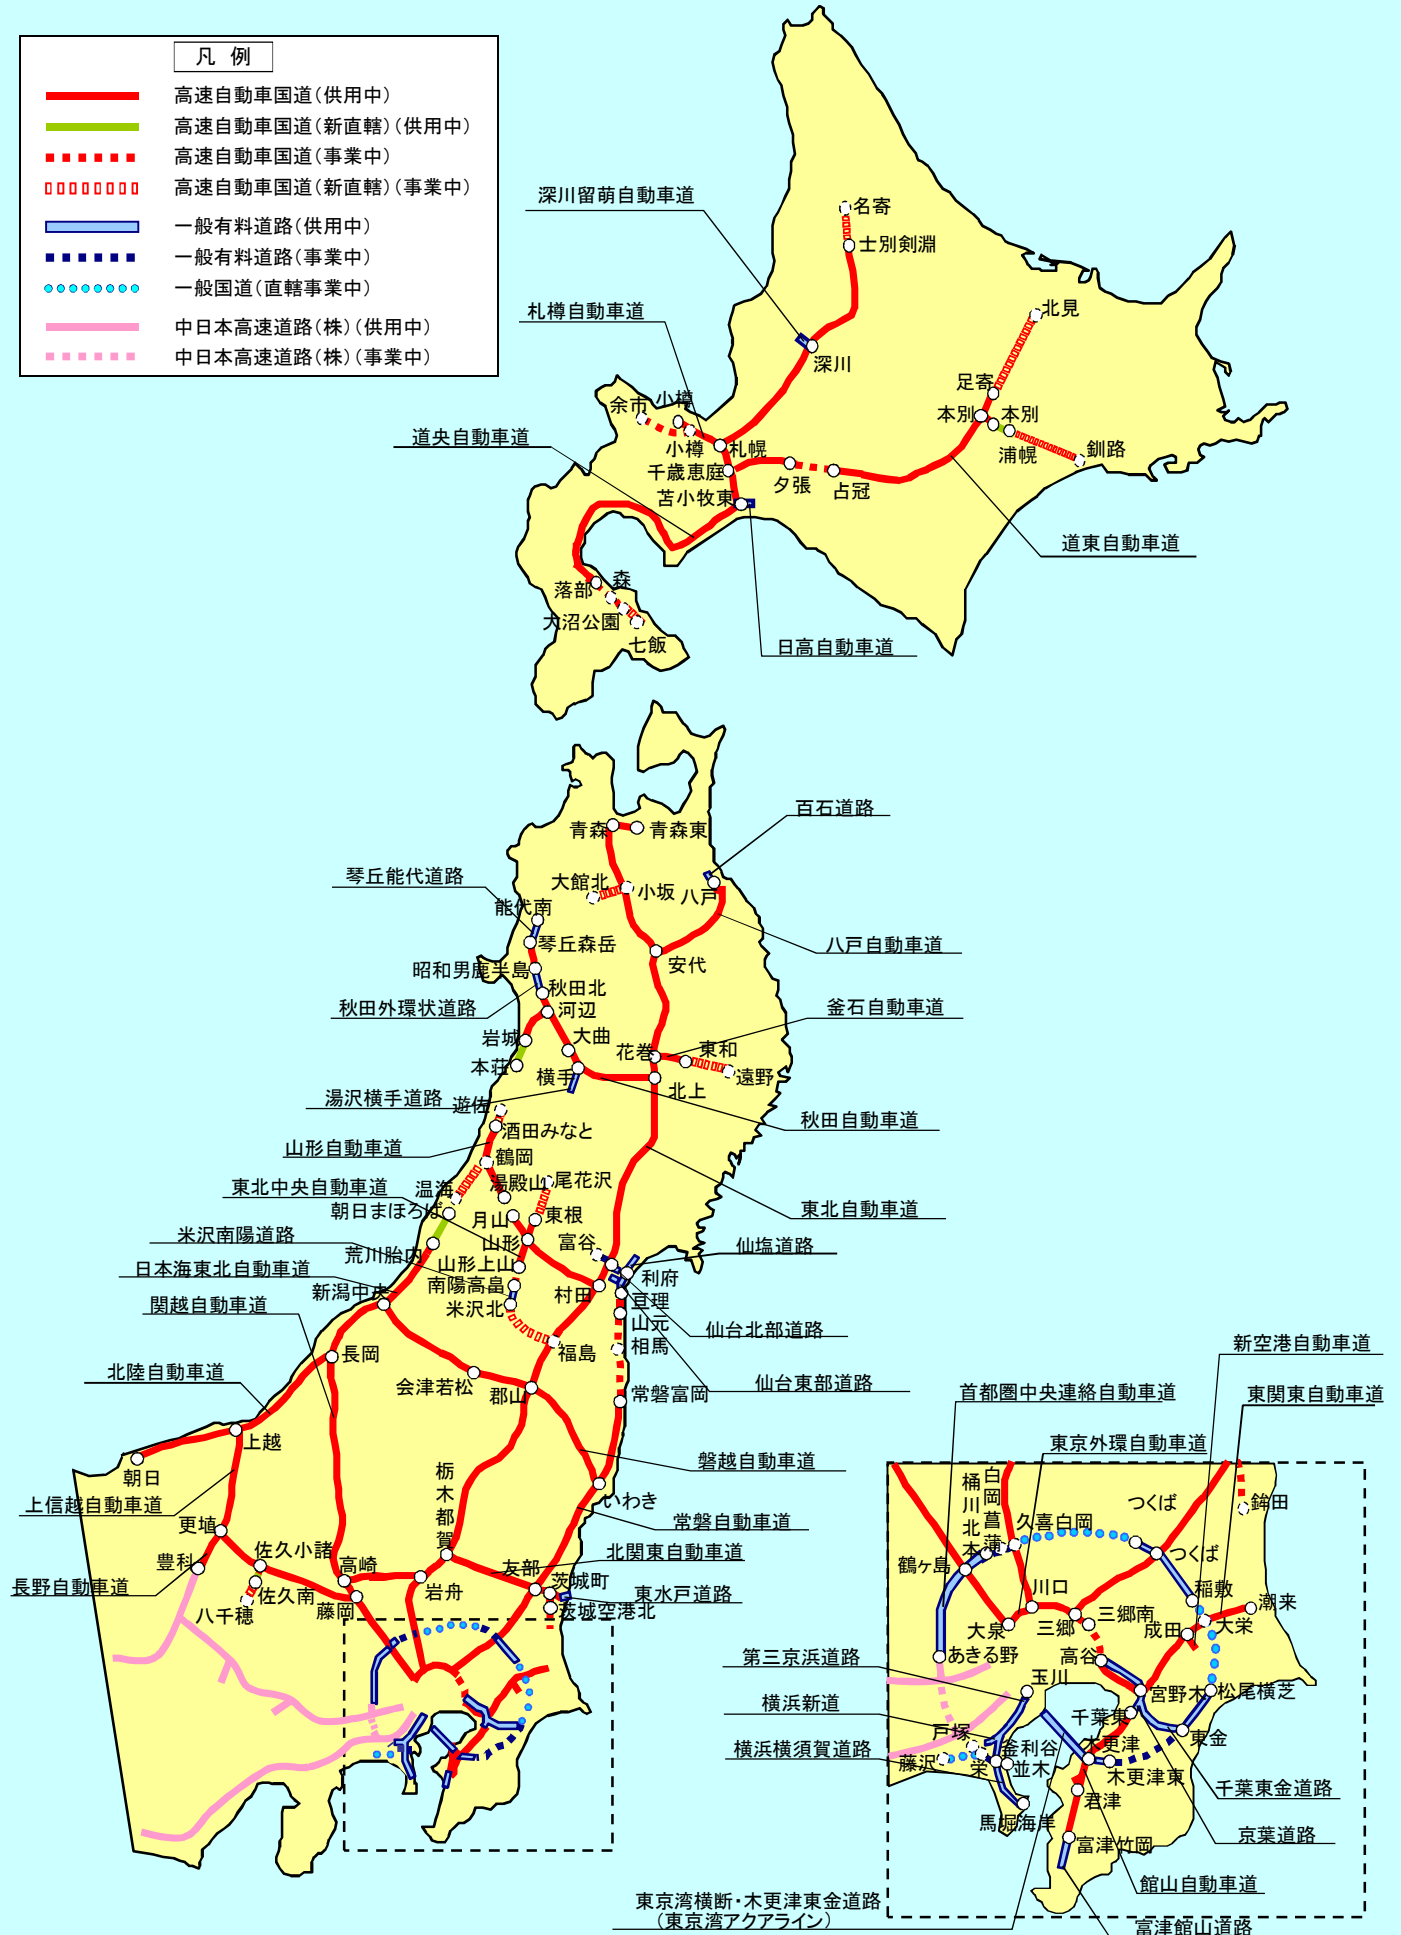 凡 例
高速自動車国道(供用中)
高速自動車国道(新直轄)(供用中)
高速自動車国道(事業中)
高速自動車国道(新直轄)(事業中)
一般有料道路(供用中)
一般有料道路(事業中)
一般国道(直轄事業中)
中日本高速道路(株)(供用中)
中日本高速道路(株)(事業中)
深川留萌自動車道
名寄
士別剣淵
札樽自動車道
北見
深川
足寄
余市
小樽
本別
本別
道央自動車道
小樽
札幌
浦幌
釧路
千歳恵庭
夕張
占冠
苫小牧東
道東自動車道
落部
森
大沼公園
七飯
日高自動車道
百石道路
青森
青森東
琴丘能代道路
大館北
小坂
八戸
能代南
琴丘森岳
八戸自動車道
安代
昭和男鹿半島
秋田北
秋田外環状道路
河辺
釜石自動車道
岩城
大曲
花巻
東和
本荘
横手
遠野
北上
湯沢横手道路
遊佐
秋田自動車道
酒田みなと
山形自動車道
鶴岡
東北中央自動車道
温海
湯殿山
尾花沢
朝日まほろば
月山
東根
東北自動車道
米沢南陽道路
山形
富谷
仙塩道路
荒川胎内
山形上山
利府
日本海東北自動車道
南陽高畠
村田
新潟中央
米沢北
亘理
関越自動車道
山元
仙台北部道路
長岡
福島
相馬
北陸自動車道
会津若松
郡山
仙台東部道路
常磐富岡
上越
朝日
栃木都賀
磐越自動車道
上信越自動車道
いわき
常磐自動車道
更埴
豊科
佐久小諸
北関東自動車道
長野自動車道
高崎
岩舟
友部
茨城町
東水戸道路
八千穂
佐久南
藤岡
茨城空港北
新空港自動車道
首都圏中央連絡自動車道
東関東自動車道
東京外環自動車道
桶川北本
白岡菖蒲
久喜白岡
つくば
鉾田
鶴ヶ島
つくば
川口
稲敷
潮来
大泉
三郷
三郷南
成田
大栄
あきる野
高谷
第三京浜道路
玉川
宮野木
松尾横芝
横浜新道
千葉東
戸塚
東金
横浜横須賀道路
釜利谷
木更津
藤沢
栄
並木
木更津東
千葉東金道路
君津
馬堀海岸
京葉道路
富津竹岡
館山自動車道
東京湾横断・木更津東金道路
(東京湾アクアライン)
富津館山道路